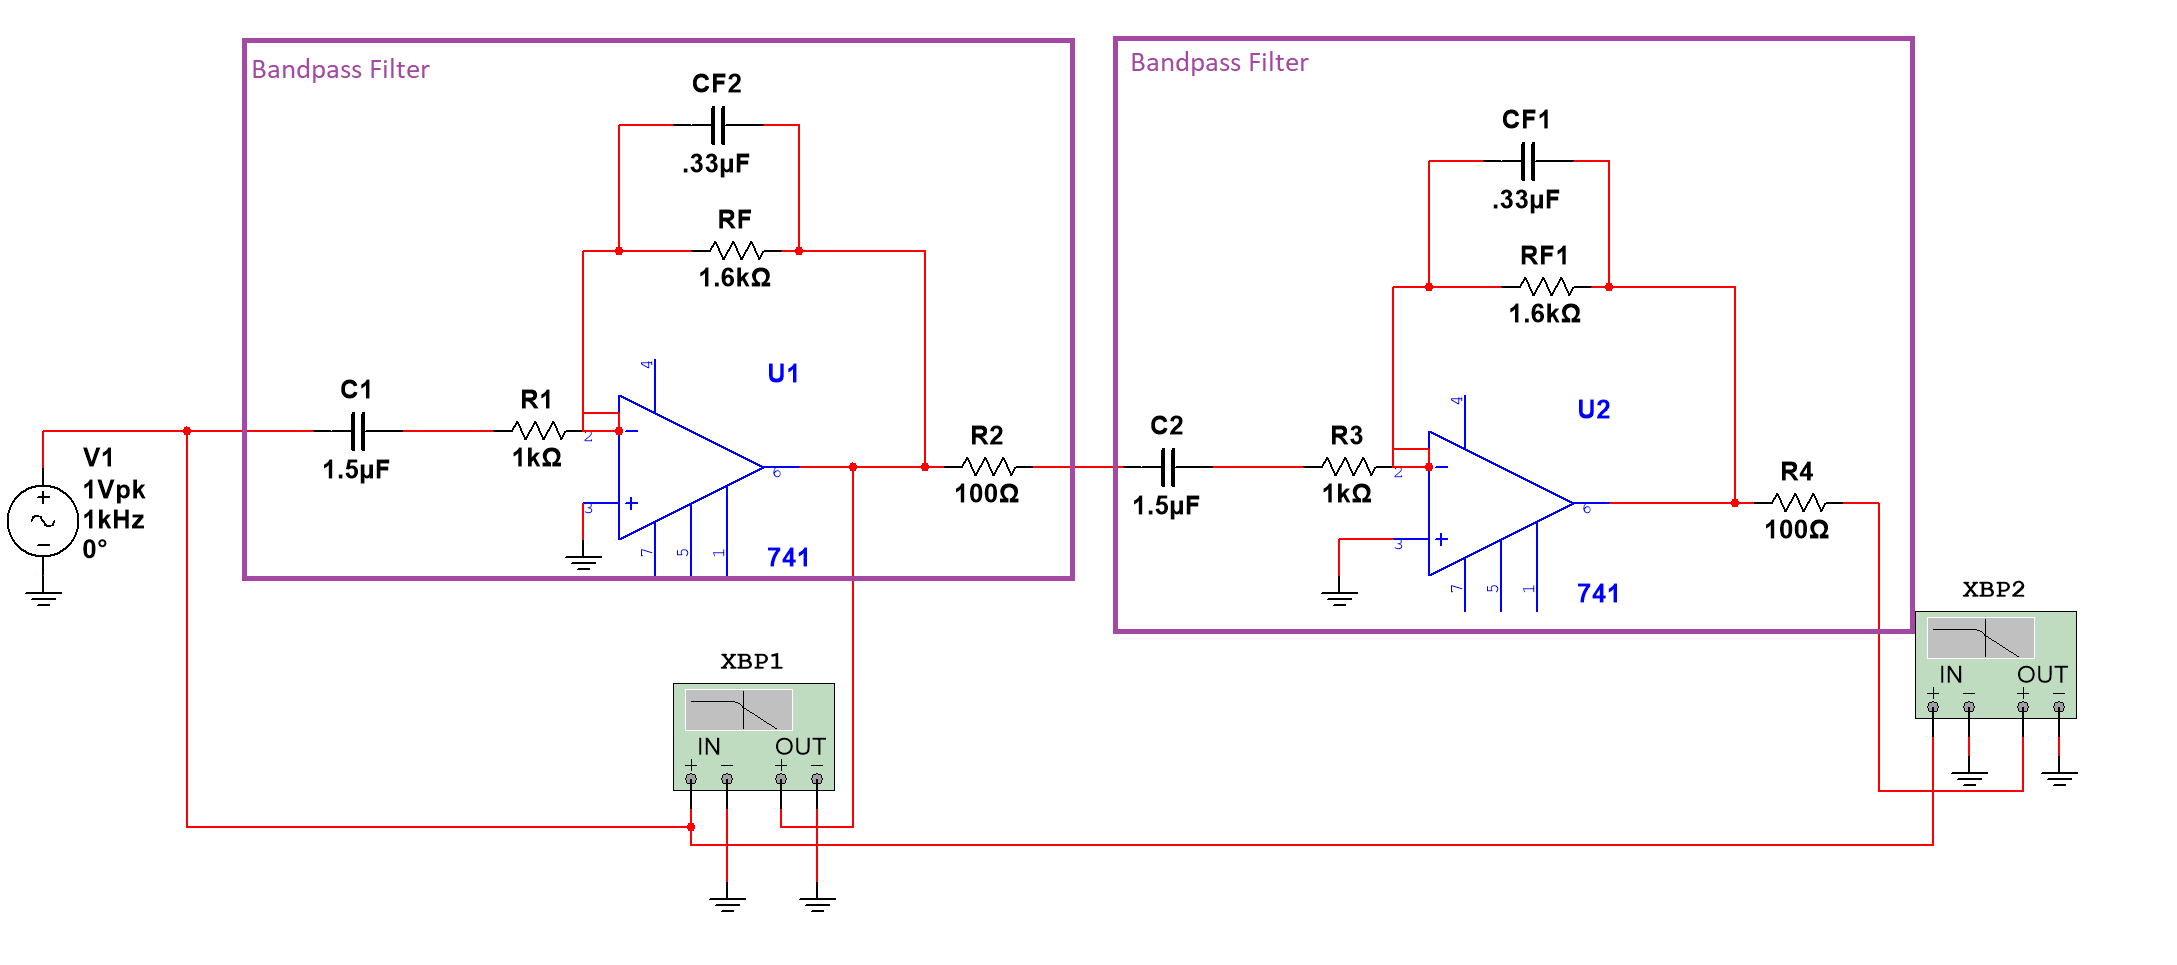 Bandpass Filter
CF2
.33µF
RF
1.6kΩ
U1
4
C1
1.5µF
R1
1kΩ
2
3
6
7
5
1
741
R2
100Ω
V1
1Vpk
1kHz
0°
Bandpass Filter
CF1
.33µF
RF1
1.6kΩ
U2
4
C2
1.5µF
R3
1kΩ
2
3
6
7
5
1
741
R4
100Ω
XBP1
IN OUT
+ − + −
XBP2
IN OUT
+ − + −